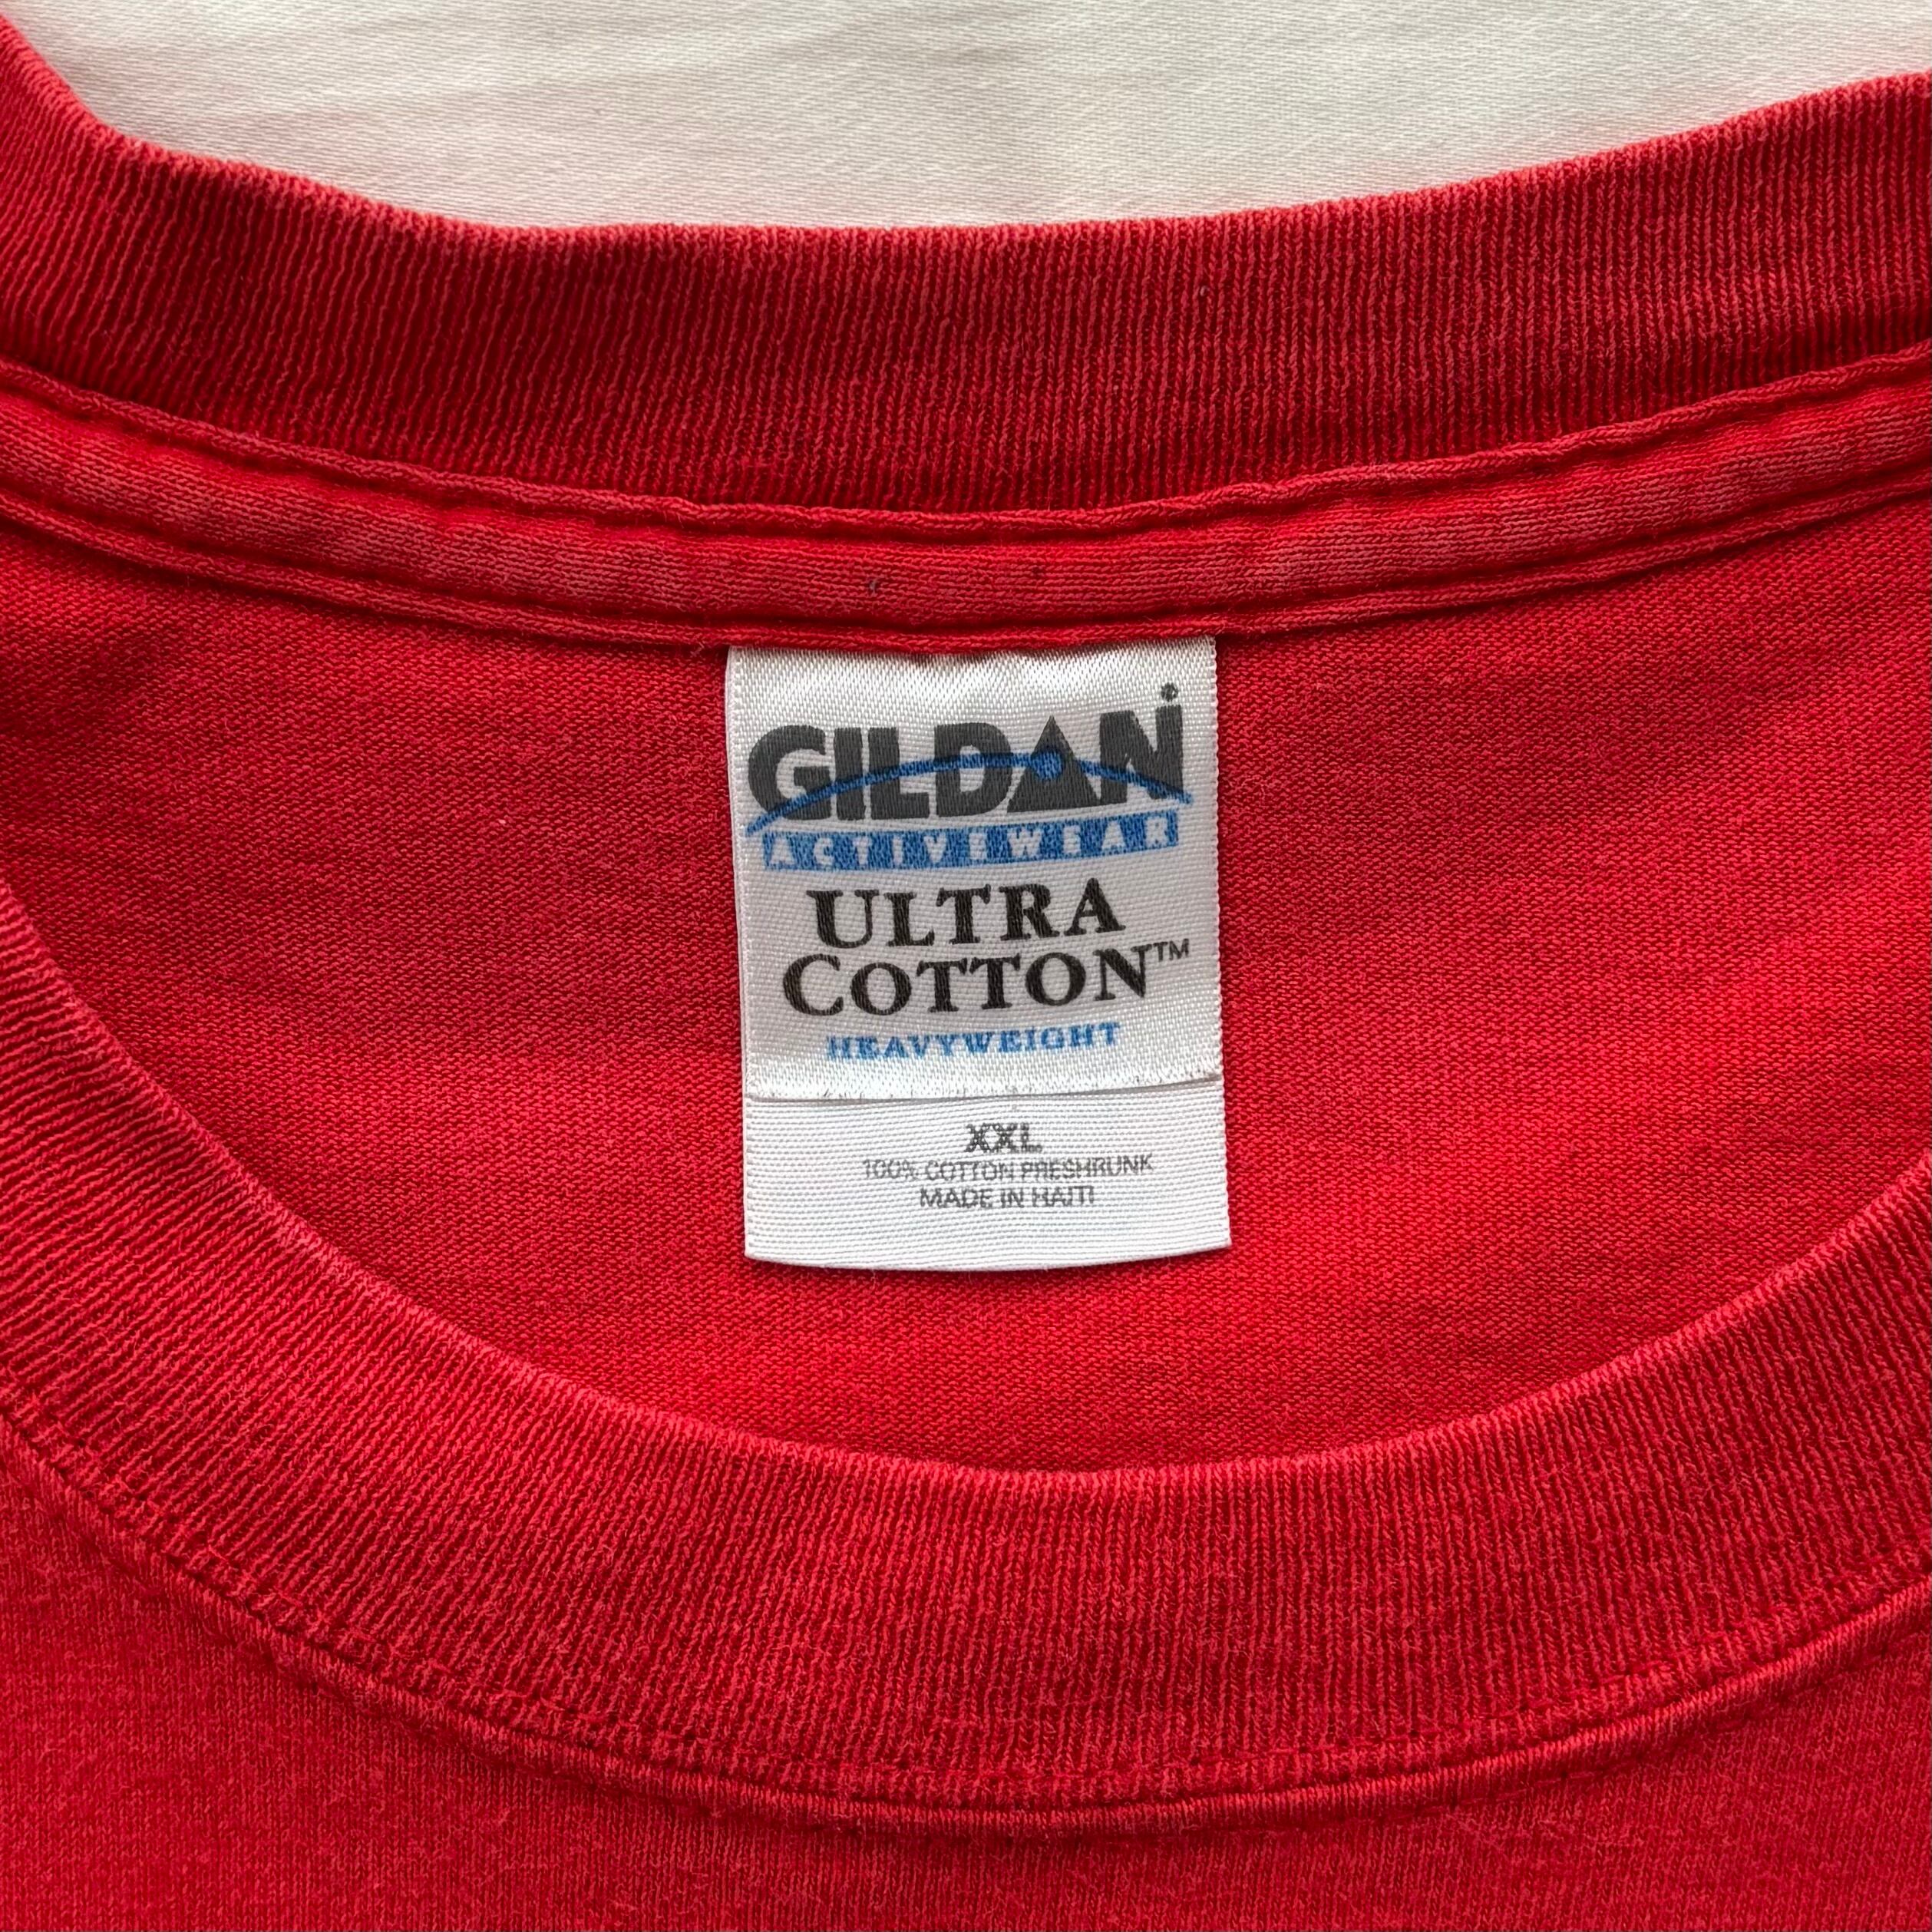 GILDAN®
ACTIVEWEAR
ULTRA
COTTON™
HEAVYWEIGHT
XXL
100% COTTON PRESHRUNK
MADE IN HAITI